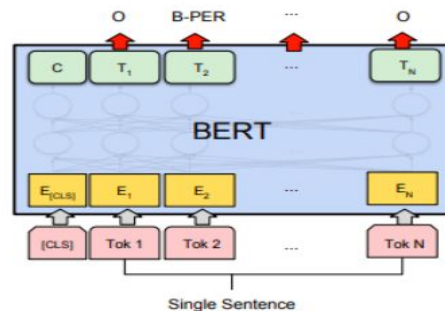 O B-PER ... O
C T1 T2 ... TN
BERT
E[CLS] E1 E2 ... EN
[CLS] Tok 1 Tok 2 ... Tok N
Single Sentence